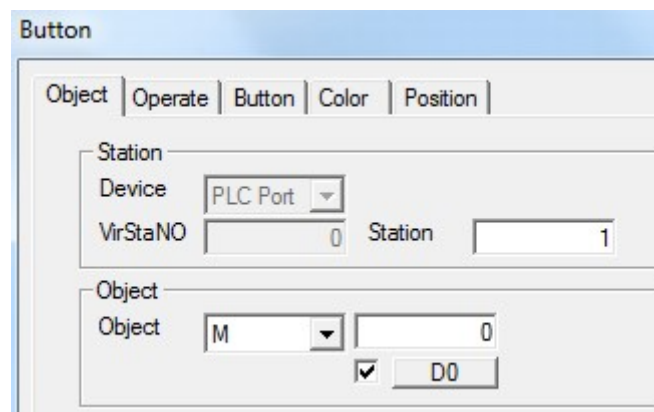 Button
Object Operate Button Color Position
Station
Device PLC Port
VirStaNO 0 Station 1
Object
Object M 0
D0